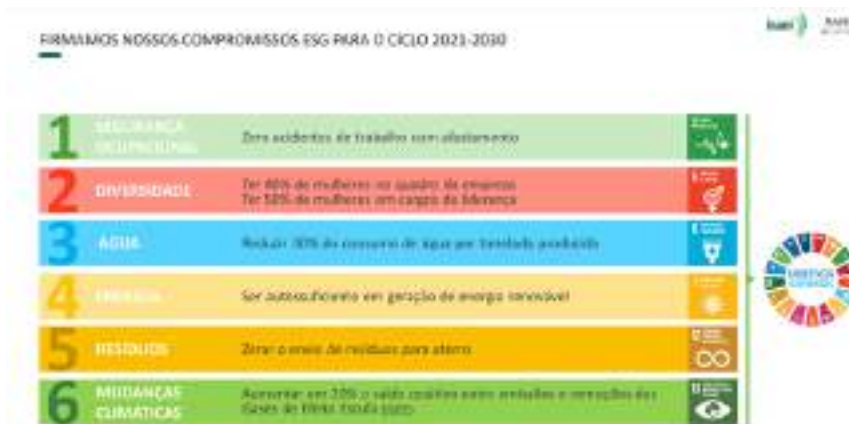 FIRMAMOS NOSSOS COMPROMISSOS ESG PARA O CICLO 2021-2030
1
SEGURANÇA
OCUPACIONAL
Zero acidentes de trabalho com afastamento
2
DIVERSIDADE
Ter 40% de mulheres no quadro da empresa
Ter 50% de mulheres em cargos de liderança
3
ÁGUA
Reduzir 30% do consumo de água por tonelada produzida
4
ENERGIA
Ser autossuficiente em geração de energia renovável
5
RESÍDUOS
Zerar o envio de resíduos para aterro
6
MUDANÇAS
CLIMÁTICAS
Aumentar em 20% o saldo positivo entre emissões e remoções dos
Gases de Efeito Estufa